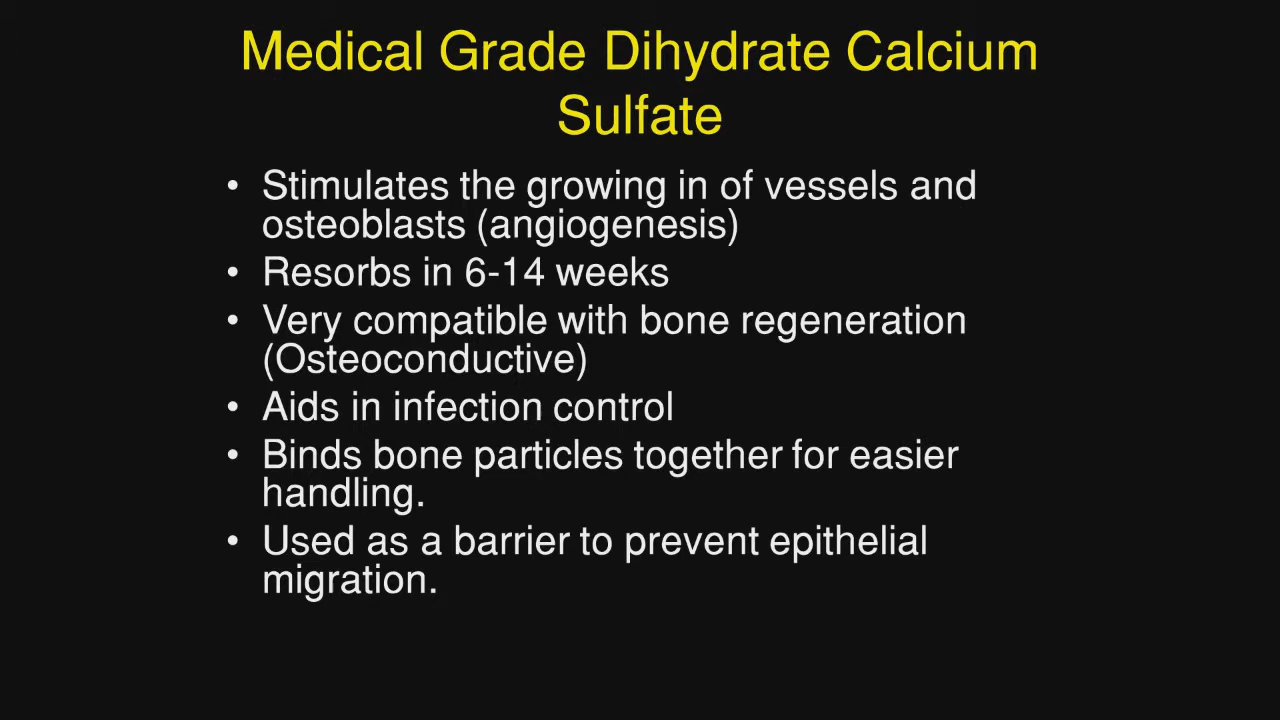 Medical Grade Dihydrate Calcium
Sulfate
• Stimulates the growing in of vessels and
osteoblasts (angiogenesis)
• Resorbs in 6-14 weeks
• Very compatible with bone regeneration
(Osteoconductive)
• Aids in infection control
• Binds bone particles together for easier
handling.
• Used as a barrier to prevent epithelial
migration.